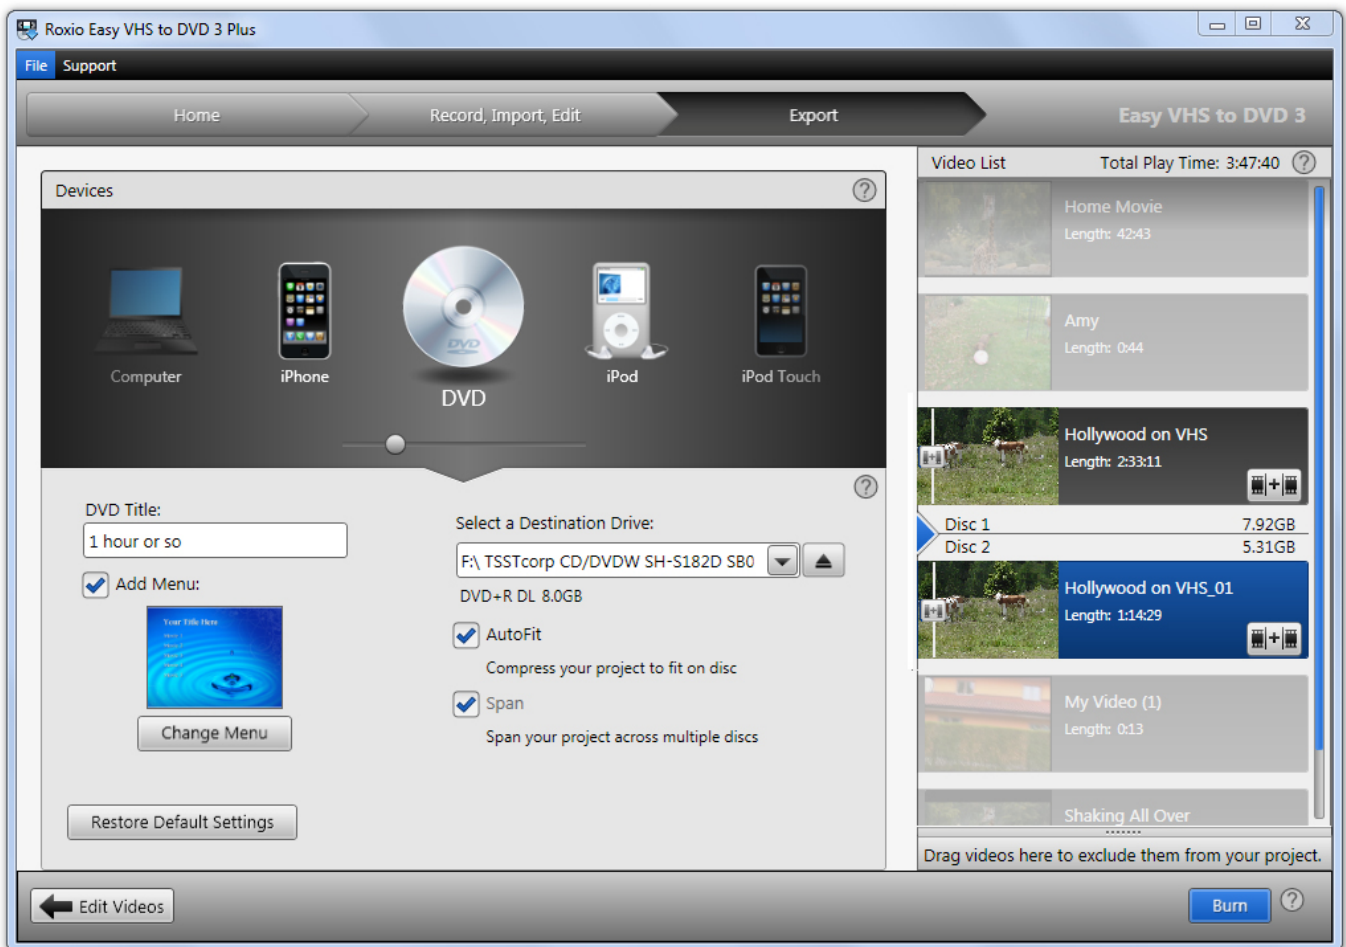 Roxio Easy VHS to DVD 3 Plus
File Support
Home Record, Import, Edit Export Easy VHS to DVD 3
Devices
Computer
iPhone
DVD
DVD
iPod
iPod Touch
DVD Title:
1 hour or so
Add Menu:
Your Title Here
Change Menu
Restore Default Settings
Select a Destination Drive:
F:\ TSSTcorp CD/DVDW SH-S182D SB0
DVD+R DL 8.0GB
AutoFit
Compress your project to fit on disc
Span
Span your project across multiple discs
Video List Total Play Time: 3:47:40
Home Movie
Length: 42:43
Amy
Length: 0:44
Hollywood on VHS
Length: 2:33:11
Disc 1 7.92GB
Disc 2 5.31GB
Hollywood on VHS_01
Length: 1:14:29
My Video (1)
Length: 0:13
Shaking All Over
Drag videos here to exclude them from your project.
Edit Videos
Burn